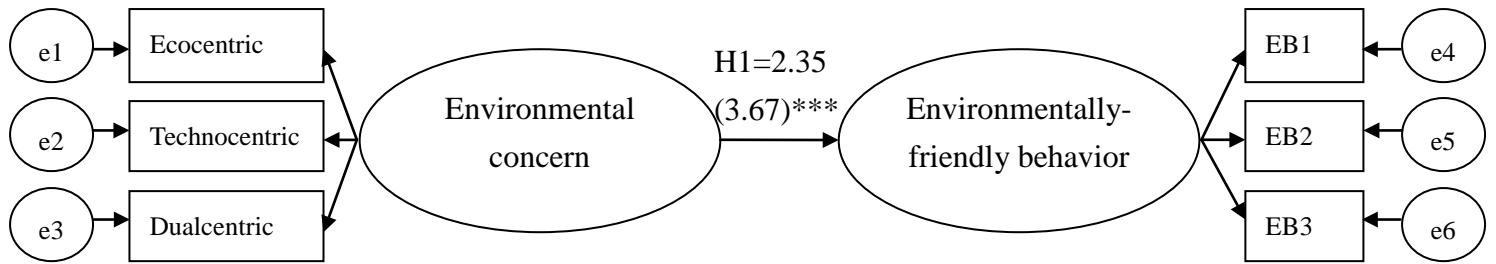 e1
Ecocentric
e2
Technocentric
e3
Dualcentric
Environmental
concern
H1=2.35
(3.67)***
Environmentally-
friendly behavior
EB1
e4
EB2
e5
EB3
e6